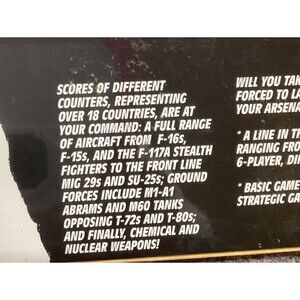 SCORES OF DIFFERENT
COUNTERS, REPRESENTING
OVER 18 COUNTRIES, ARE AT
YOUR COMMAND: A FULL RANGE
OF AIRCRAFT FROM F-16s,
F-15s, AND THE F-117A STEALTH
FIGHTERS TO THE FRONT LINE
MIG 29s AND SU-25s; GROUND
FORCES INCLUDE M1-A1
ABRAMS AND M60 TANKS
OPPOSING T-72s AND T-80s;
AND FINALLY, CHEMICAL AND
NUCLEAR WEAPONS!
WILL YOU TAK
FORCED TO LA
YOUR ARSENA
* A LINE IN T
RANGING FRO
6-PLAYER, DI
* BASIC GAME
STRATEGIC GA